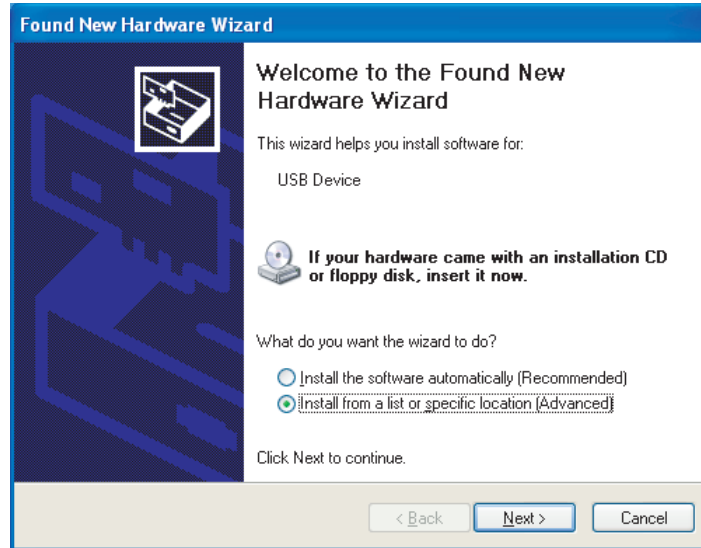 Found New Hardware Wizard
Welcome to the Found New
Hardware Wizard
This wizard helps you install software for:
USB Device
If your hardware came with an installation CD
or floppy disk, insert it now.
What do you want the wizard to do?
Install the software automatically (Recommended)
Install from a list or specific location (Advanced)
Click Next to continue.
< Back Next > Cancel